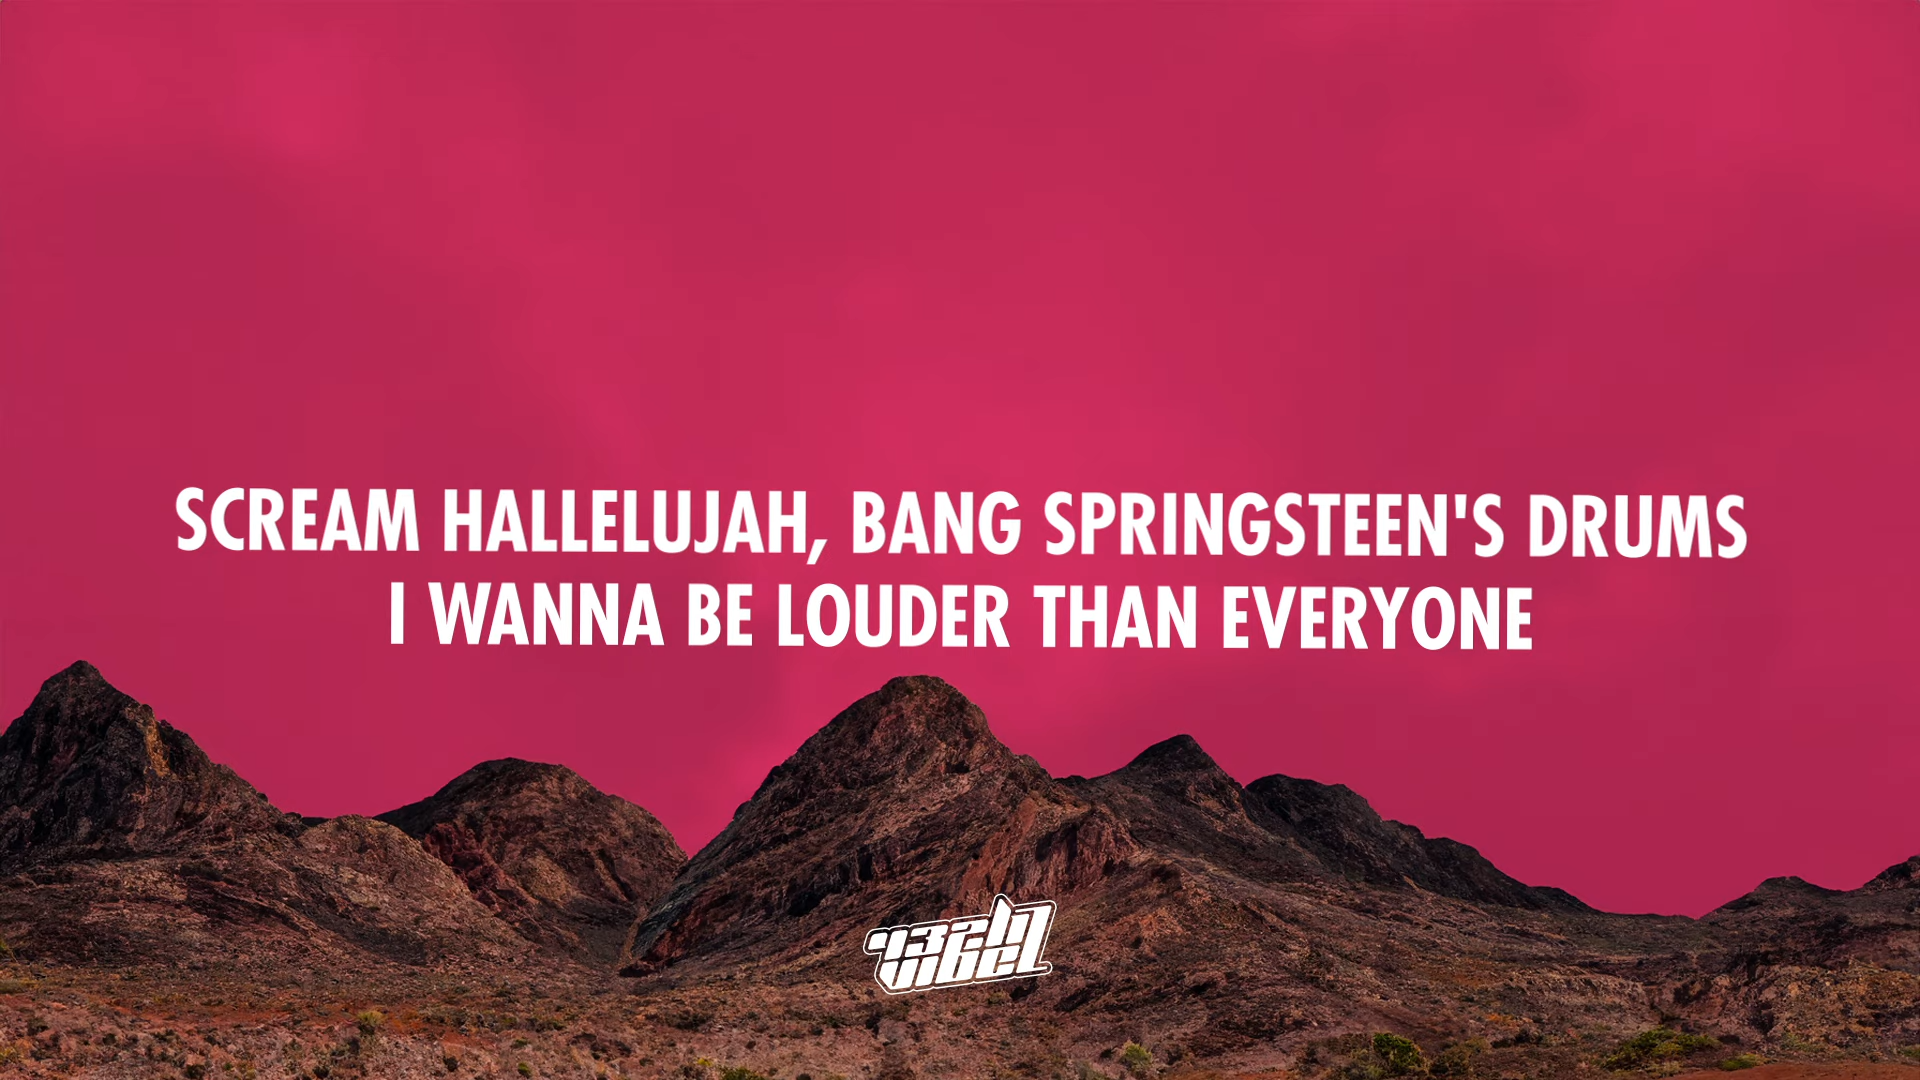 SCREAM HALLELUJAH, BANG SPRINGSTEEN'S DRUMS
I WANNA BE LOUDER THAN EVERYONE